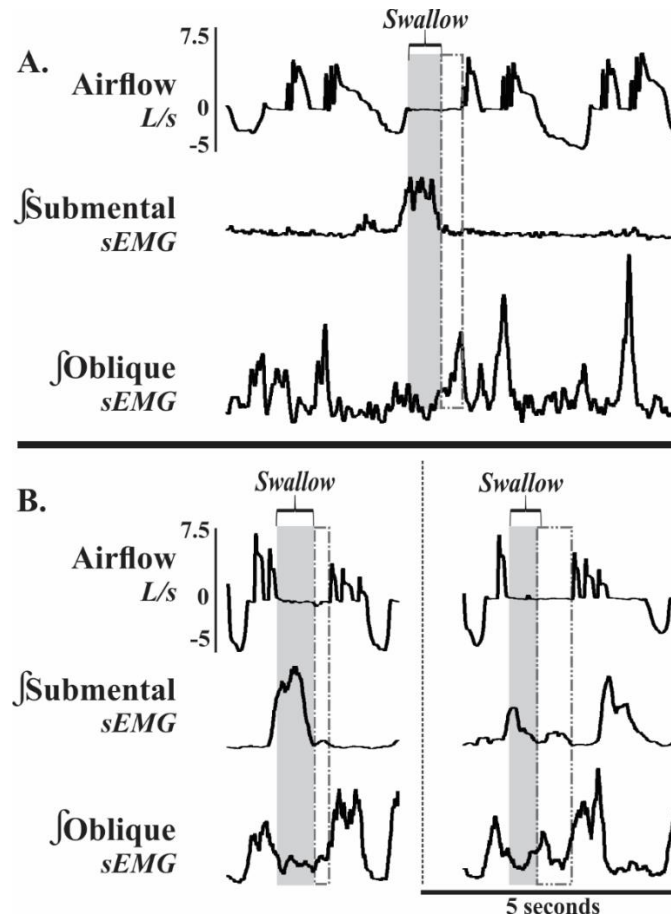 Swallow
7.5
A.
Airflow
0
L/s
-5
∫Submental
sEMG
∫Oblique
sEMG
B.
Swallow
Swallow
7.5
Airflow
0
L/s
-5
∫Submental
sEMG
∫Oblique
sEMG
5 seconds